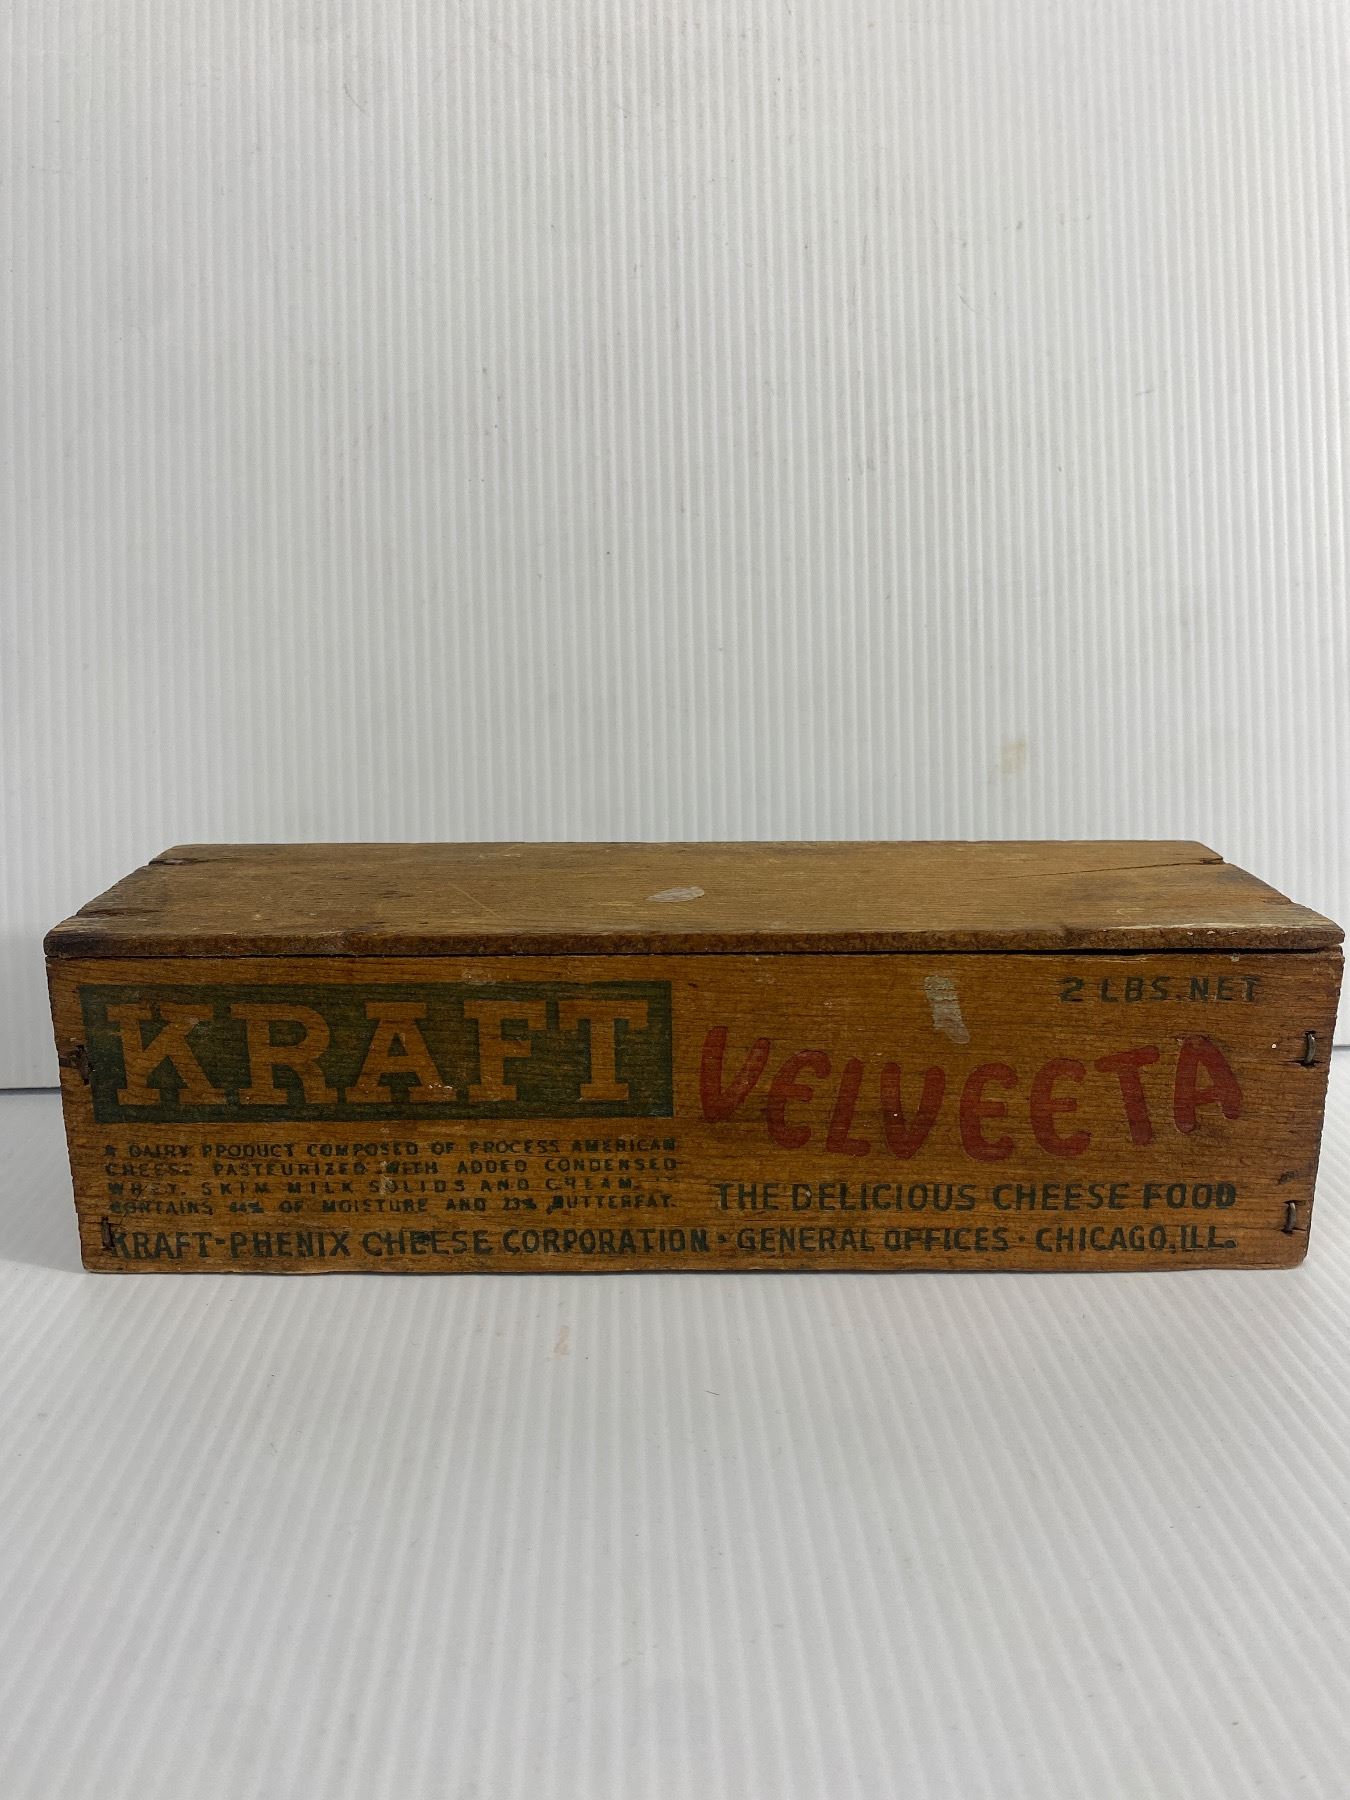 KRAFT
2 LBS. NET
VELVEETA
A DAIRY PRODUCT COMPOSED OF PROCESS AMERICAN
CHEESE PASTEURIZED WITH ADDED CONDENSED
WHEY, SKIM MILK SOLIDS AND CREAM.
CONTAINS 44% OF MOISTURE AND 23% BUTTERFAT.
THE DELICIOUS CHEESE FOOD
KRAFT-PHENIX CHEESE CORPORATION · GENERAL OFFICES · CHICAGO, ILL.